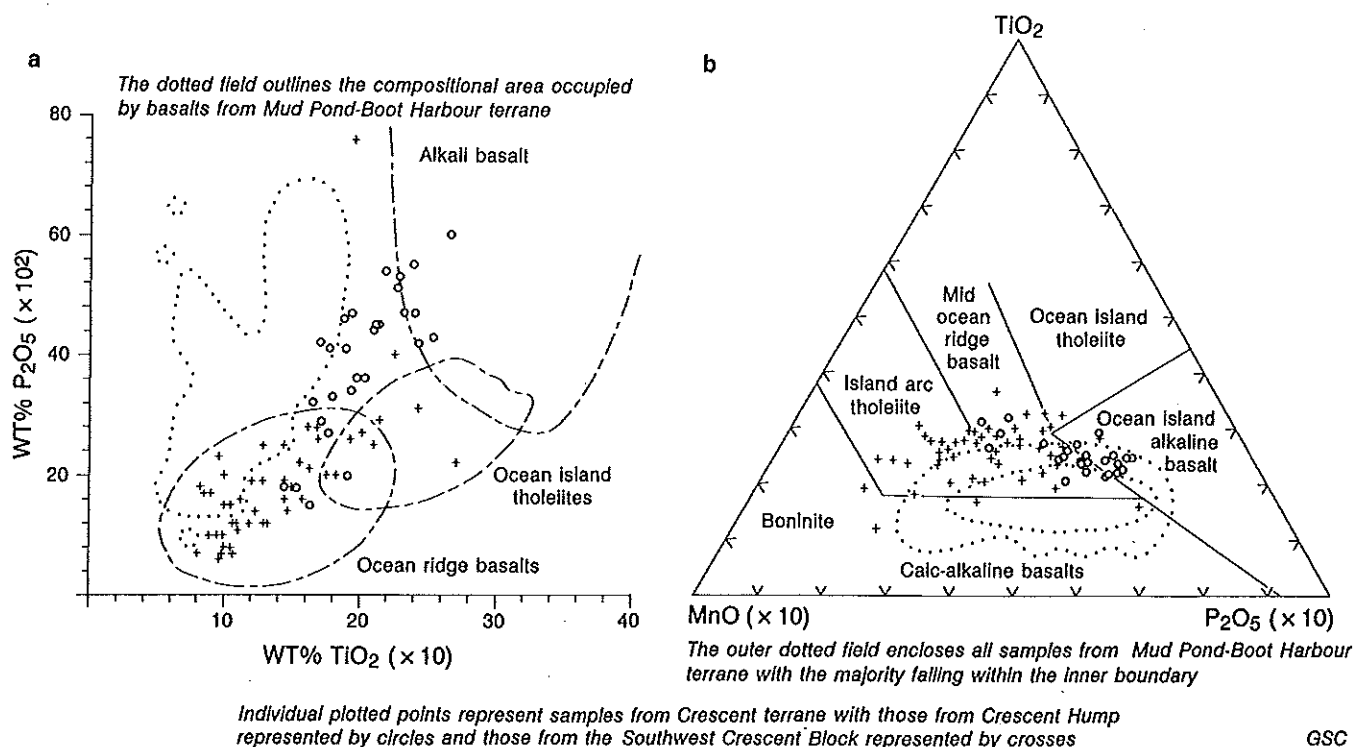 a
The dotted field outlines the compositional area occupied
by basalts from Mud Pond-Boot Harbour terrane
80
60
40
20
0
10
20
30
40
WT% P₂O₅ (×10²)
WT% TiO₂ (×10)
Alkali basalt
Ocean island
tholeiites
Ocean ridge basalts
b
TiO₂
Mid
ocean
ridge
basalt
Ocean island
tholeiite
Island arc
tholeiite
Ocean island
alkaline
basalt
Boninite
Calc-alkaline basalts
MnO (×10)
P₂O₅ (×10)
The outer dotted field encloses all samples from Mud Pond-Boot Harbour
terrane with the majority falling within the inner boundary
Individual plotted points represent samples from Crescent terrane with those from Crescent Hump
represented by circles and those from the Southwest Crescent Block represented by crosses
GSC